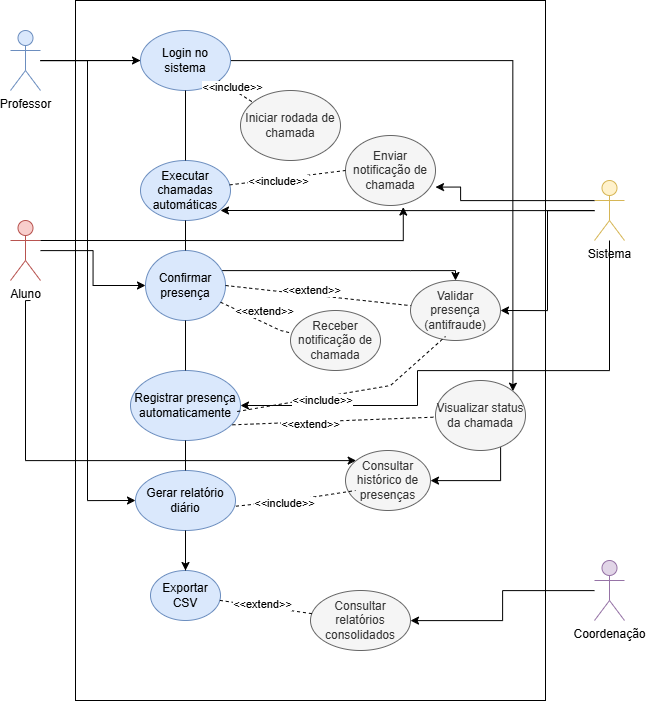 Login no
sistema
<<include>>
Professor
Iniciar rodada de
chamada
Enviar
notificação de
chamada
Executar
chamadas
automáticas
<<include>>
Sistema
Aluno
Confirmar
presença
<<extend>>
Validar
presença
(antifraude)
<<extend>>
Receber
notificação de
chamada
Registrar presença
automaticamente
<<include>>
Visualizar status
da chamada
<<extend>>
Consultar
histórico de
presenças
Gerar relatório
diário
<<include>>
Exportar
CSV
<<extend>>
Consultar
relatórios
consolidados
Coordenação